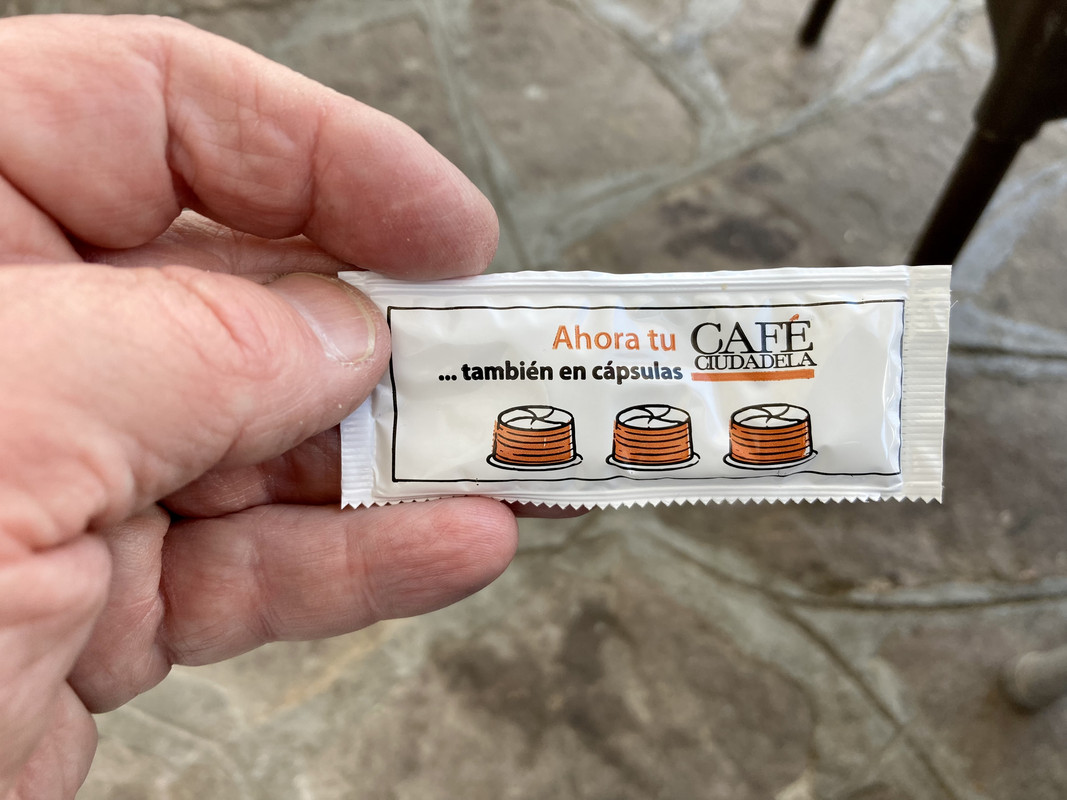 Ahora tu CAFÉ
... también en cápsulas CIUDADELA